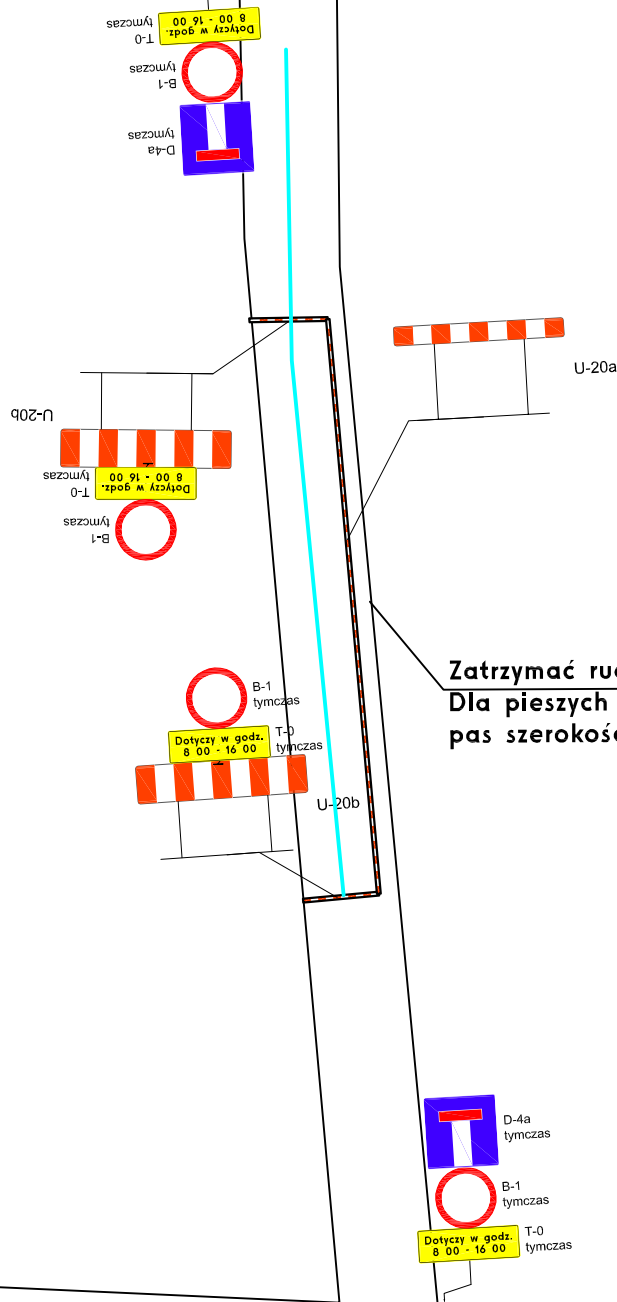 Dotyczy w godz.
8 00 - 16 00
T-0
tymczas
B-1
tymczas
D-4a
tymczas
U-20a
U-20b
Dotyczy w godz.
8 00 - 16 00
T-0
tymczas
B-1
tymczas
Zatrzymać ru
Dla pieszych
pas szerokoś
B-1
tymczas
Dotyczy w godz.
8 00 - 16 00
T-0
tymczas
U-20b
D-4a
tymczas
B-1
tymczas
Dotyczy w godz.
8 00 - 16 00
T-0
tymczas